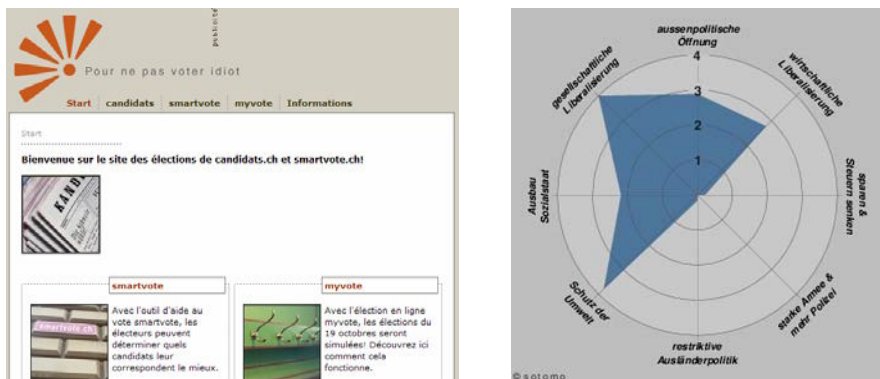 publicité
Pour ne pas voter idiot
Start candidats smartvote myvote Informations
Start
Bienvenue sur le site des élections de candidats.ch et smartvote.ch!
KANDI
smartvote
smartvote.ch
Avec l'outil d'aide au
vote smartvote, les
électeurs peuvent
déterminer quels
candidats leur
correspondent le mieux.
myvote
Avec l'élection en ligne
myvote, les élections du
19 octobres seront
simulées! Découvrez ici
comment cela
fonctionne.
aussenpolitische
Öffnung
wirtschaftliche
Liberalisierung
sparen &
Steuern senken
starke Armee &
mehr Polizei
restriktive
Ausländerpolitik
Schutz der
Umwelt
Ausbau
Sozialstaat
gesellschaftliche
Liberalisierung
4
3
2
1
© sotomo